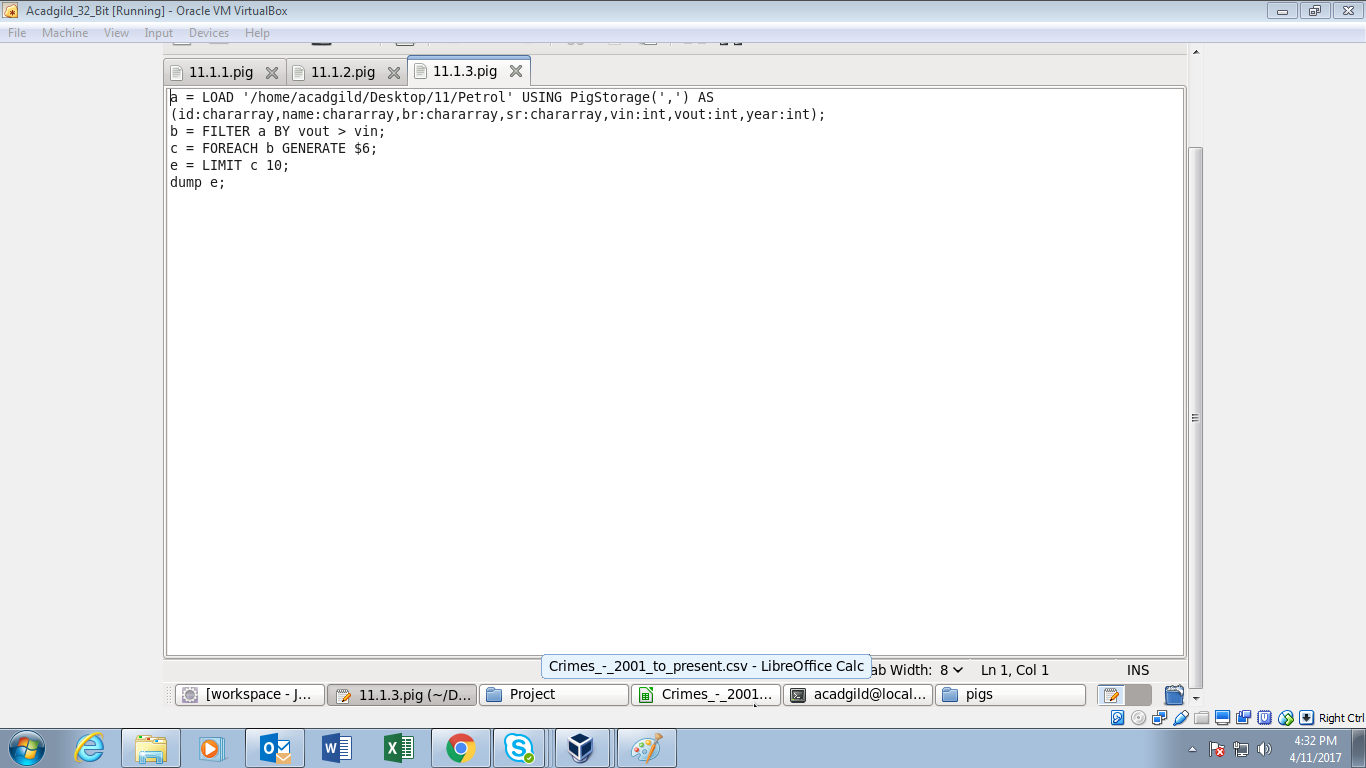 Acadgild_32_Bit [Running] - Oracle VM VirtualBox
File Machine View Input Devices Help
11.1.1.pig 11.1.2.pig 11.1.3.pig
a = LOAD '/home/acadgild/Desktop/11/Petrol' USING PigStorage(',') AS
(id:chararray,name:chararray,br:chararray,sr:chararray,vin:int,vout:int,year:int);
b = FILTER a BY vout > vin;
c = FOREACH b GENERATE $6;
e = LIMIT c 10;
dump e;
Crimes_-_2001_to_present.csv - LibreOffice Calc
ab Width: 8 Ln 1, Col 1 INS
[workspace - J... 11.1.3.pig (~/D... Project Crimes_-_2001... acadgild@local... pigs
Right Ctrl
4:32 PM
4/11/2017